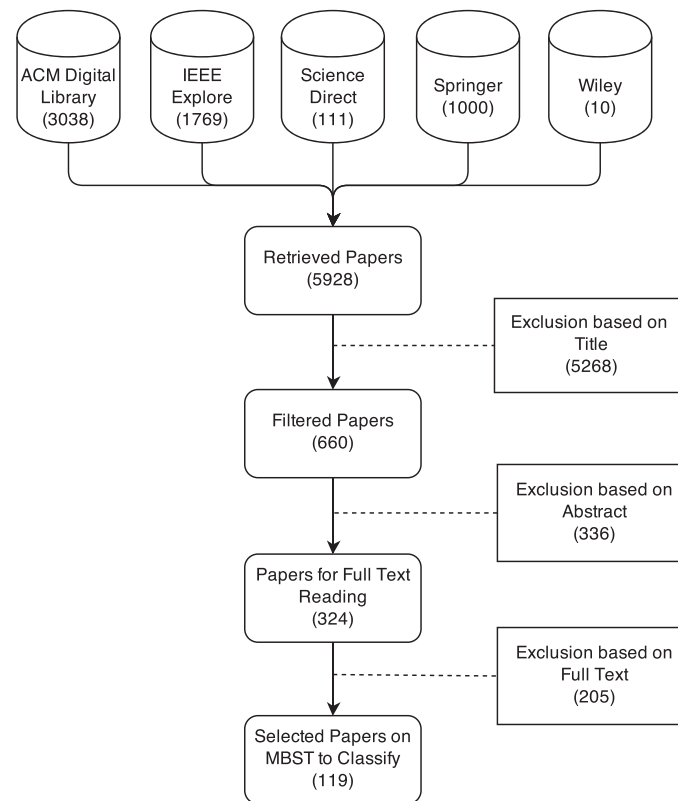 ACM Digital
Library
(3038)
IEEE
Explore
(1769)
Science
Direct
(111)
Springer
(1000)
Wiley
(10)
Retrieved Papers
(5928)
Exclusion based on
Title
(5268)
Filtered Papers
(660)
Exclusion based on
Abstract
(336)
Papers for Full Text
Reading
(324)
Exclusion based on
Full Text
(205)
Selected Papers on
MBST to Classify
(119)